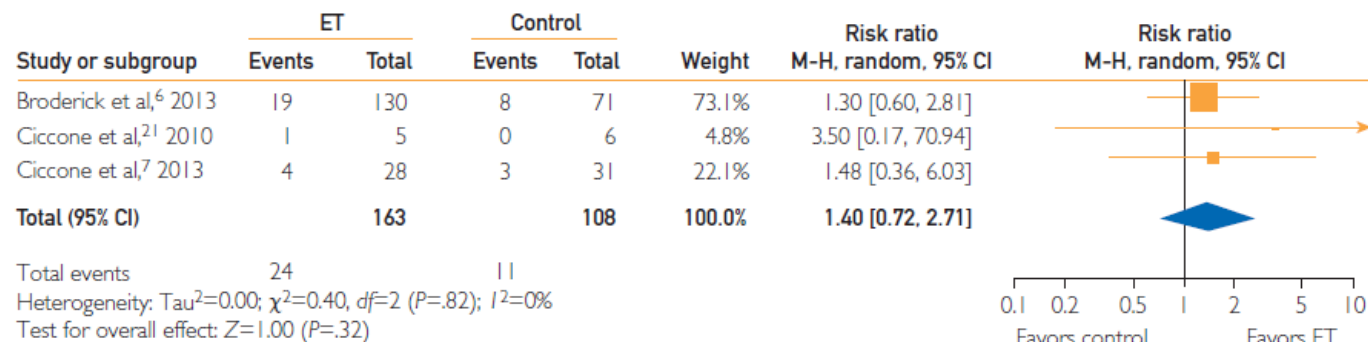 ET Control Risk ratio Risk ratio
Study or subgroup Events Total Events Total Weight M-H, random, 95% CI M-H, random, 95% CI
Broderick et al,6 2013 19 130 8 71 73.1% 1.30 [0.60, 2.81]
Ciccone et al,21 2010 1 5 0 6 4.8% 3.50 [0.17, 70.94]
Ciccone et al,7 2013 4 28 3 31 22.1% 1.48 [0.36, 6.03]
Total (95% CI) 163 108 100.0% 1.40 [0.72, 2.71]
Total events 24 11
Heterogeneity: Tau2=0.00; χ2=0.40, df=2 (P=.82); I2=0%
Test for overall effect: Z=1.00 (P=.32)
0.1 0.2 0.5 1 2 5 10
Favors control Favors ET